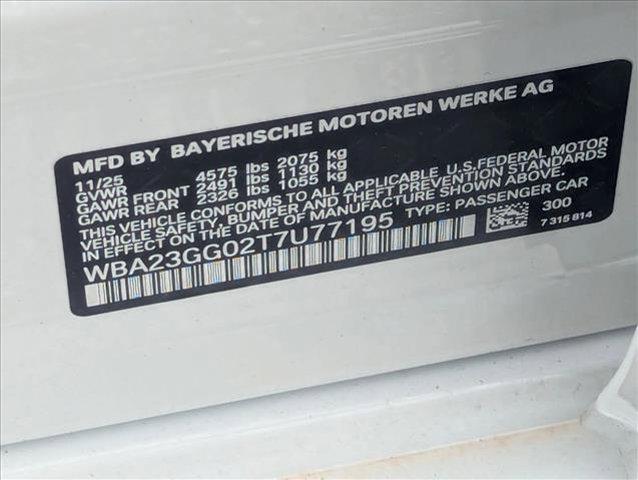 MFD BY BAYERISCHE MOTOREN WERKE AG
11/25
GVWR 4575 lbs 2075 kg
GAWR FRONT 2491 lbs 1130 kg
GAWR REAR 2326 lbs 1055 kg
THIS VEHICLE CONFORMS TO ALL APPLICABLE U.S.FEDERAL MOTOR
VEHICLE SAFETY, BUMPER AND THEFT PREVENTION STANDARDS
IN EFFECT ON THE DATE OF MANUFACTURE SHOWN ABOVE.
WBA23GG02T7U77195 TYPE: PASSENGER CAR
300
7 315 814